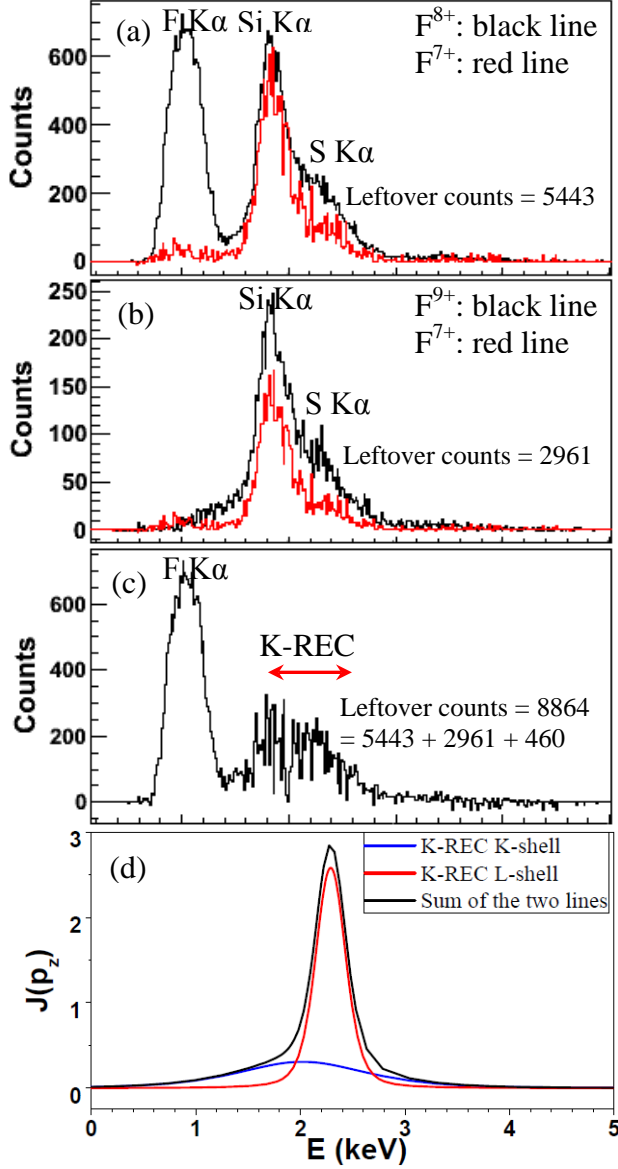 (a)
F Kα
Si Kα
S Kα
F8+: black line
F7+: red line
Leftover counts = 5443
Counts
600
400
200
0
(b)
Si Kα
S Kα
F9+: black line
F7+: red line
Leftover counts = 2961
Counts
250
200
150
100
50
0
(c)
F Kα
K-REC
Leftover counts = 8864
= 5443 + 2961 + 460
Counts
600
400
200
0
(d)
K-REC K-shell
K-REC L-shell
Sum of the two lines
J(pz)
3
2
1
0
0 1 2 3 4 5
E (keV)